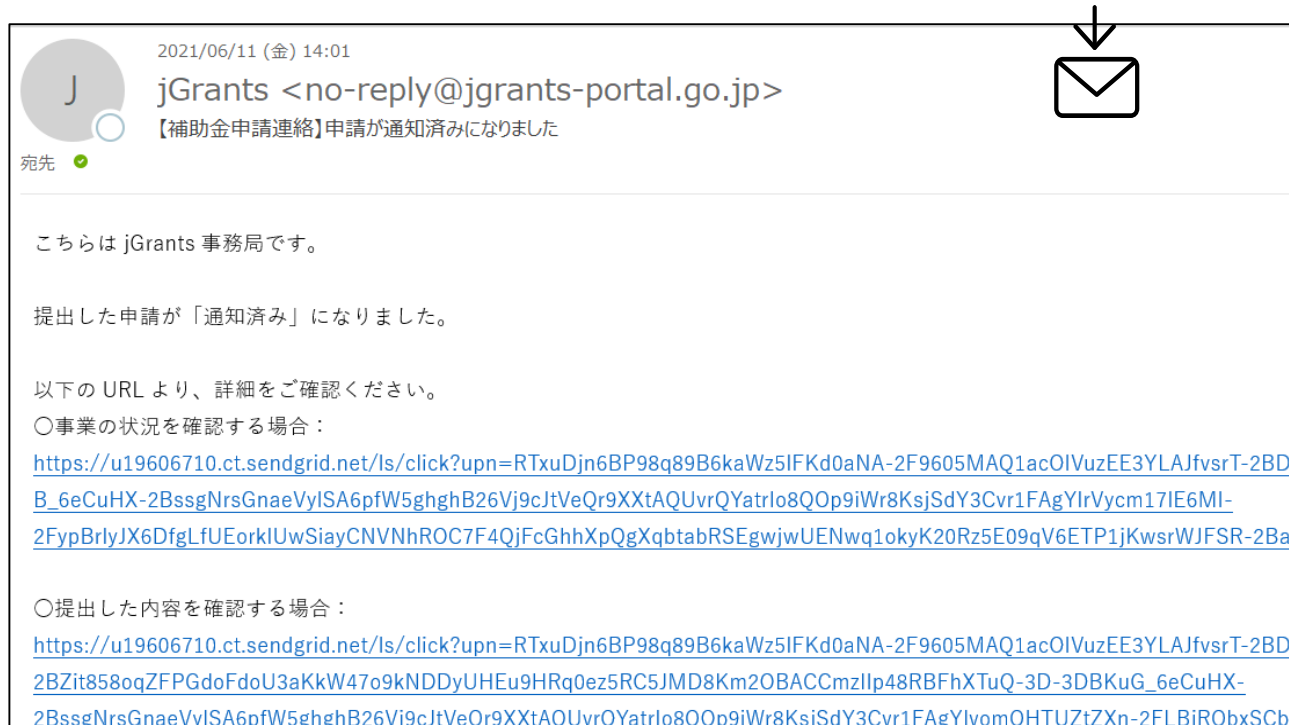 2021/06/11 (金) 14:01
J
jGrants <no-reply@jgrants-portal.go.jp>
【補助金申請連絡】申請が通知済みになりました
宛先
こちらは jGrants 事務局です。
提出した申請が「通知済み」になりました。
以下の URL より、詳細をご確認ください。
〇事業の状況を確認する場合：
https://u19606710.ct.sendgrid.net/ls/click?upn=RTxuDjn6BP98q89B6kaWz5IFKd0aNA-2F9605MAQ1acOIVuzEE3YLAJfvsrT-2BD
B_6eCuHX-2BssgNrsGnaeVylSA6pfW5ghghB26Vj9cJtVeQr9XXtAQUvrQYatrIo8QOp9iWr8KsjSdY3Cvr1FAgYIrVycm17lE6MI-
2FypBrlyJX6DfgLfUEorklUwSiayCNVNhROC7F4QjFcGhhXpQgXqbtabRSEgwjwUENwq1okyK20Rz5E09qV6ETP1jKwsrWJFSR-2Ba
〇提出した内容を確認する場合：
https://u19606710.ct.sendgrid.net/ls/click?upn=RTxuDjn6BP98q89B6kaWz5IFKd0aNA-2F9605MAQ1acOIVuzEE3YLAJfvsrT-2BD
2BZit858oqZFPGdoFdoU3aKkW47o9kNDDyUHEu9HRq0ez5RC5JMD8Km2OBACCmzIIp48RBFhXTuQ-3D-3DBKuG_6eCuHX-
2BssgNrsGnaeVylSA6pfW5ghghB26Vj9cJtVeQr9XXtAQUvrQYatrIo8QOp9iWr8KsjSdY3Cvr1FAgYIvomOHTUZtZXn-2FLBjRObxSCb